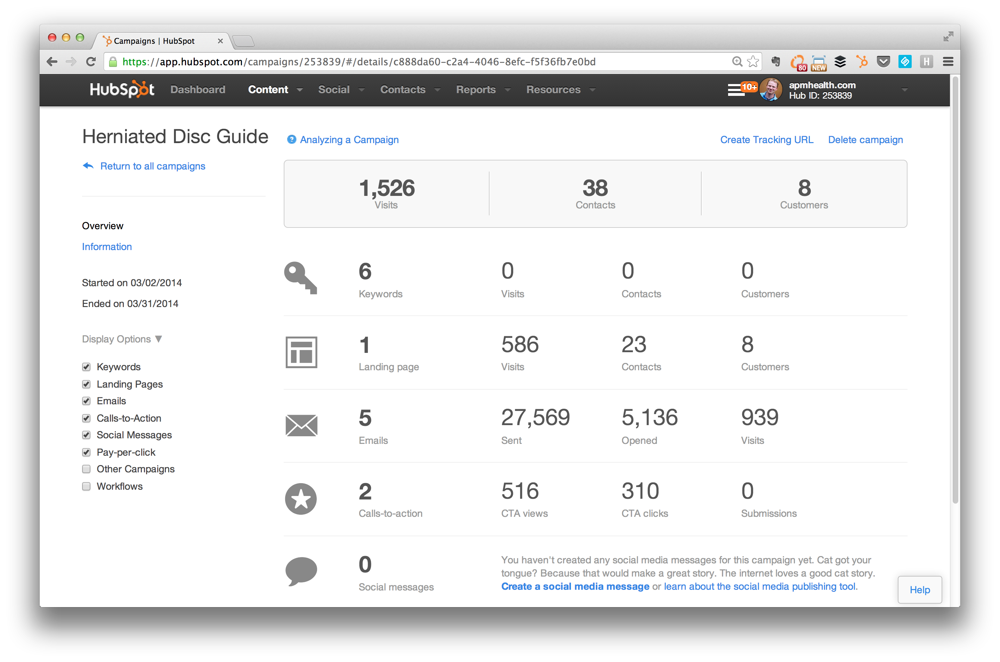 Campaigns | HubSpot
https://app.hubspot.com/campaigns/253839/#/details/c888da60-c2a4-4046-8efc-f5f36fb7e0bd
80
NEW
H
HubSpot
Dashboard
Content
Social
Contacts
Reports
Resources
10+
apmhealth.com
Hub ID: 253839
Herniated Disc Guide
Analyzing a Campaign
Create Tracking URL
Delete campaign
Return to all campaigns
1,526
Visits
38
Contacts
8
Customers
Overview
Information
Started on 03/02/2014
Ended on 03/31/2014
Display Options ▼
Keywords
Landing Pages
Emails
Calls-to-Action
Social Messages
Pay-per-click
Other Campaigns
Workflows
6
Keywords
0
Visits
0
Contacts
0
Customers
1
Landing page
586
Visits
23
Contacts
8
Customers
5
Emails
27,569
Sent
5,136
Opened
939
Visits
2
Calls-to-action
516
CTA views
310
CTA clicks
0
Submissions
0
Social messages
You haven't created any social media messages for this campaign yet. Cat got your
tongue? Because that would make a great story. The internet loves a good cat story.
Create a social media message or learn about the social media publishing tool.
Help